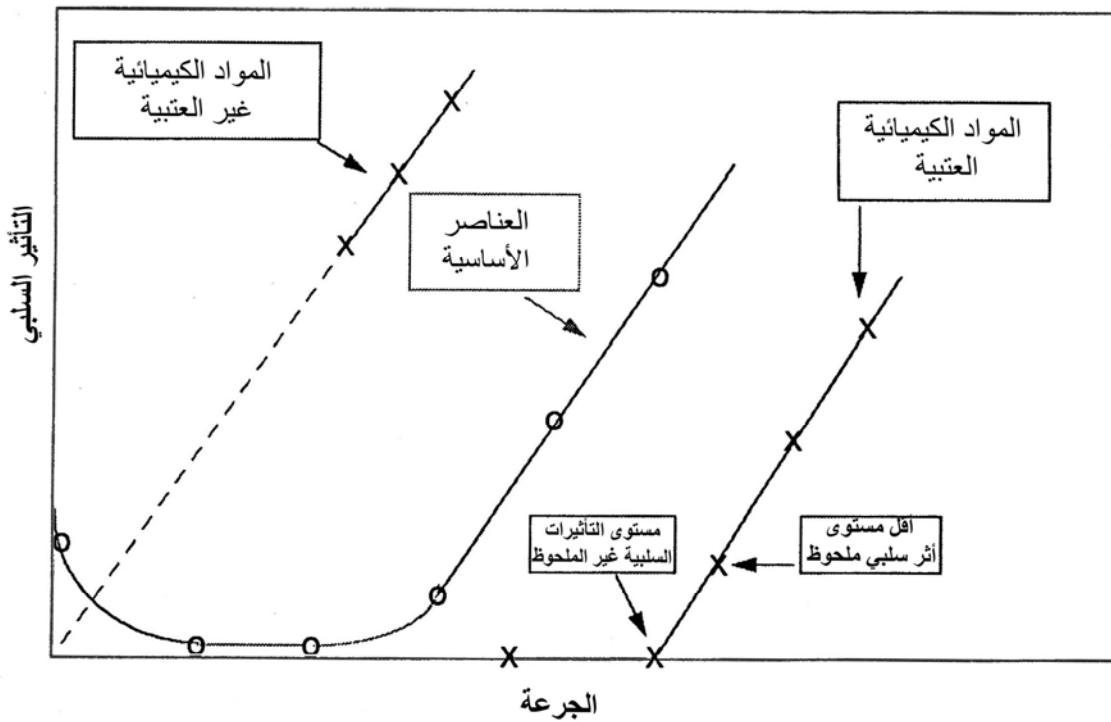 المواد الكيميائية
غير العتبية
المواد الكيميائية
العتبية
العناصر
الأساسية
التأثير السلبي
مستوى التأثيرات
السلبية غير الملحوظ
أقل مستوى
أثر سلبي ملحوظ
الجرعة